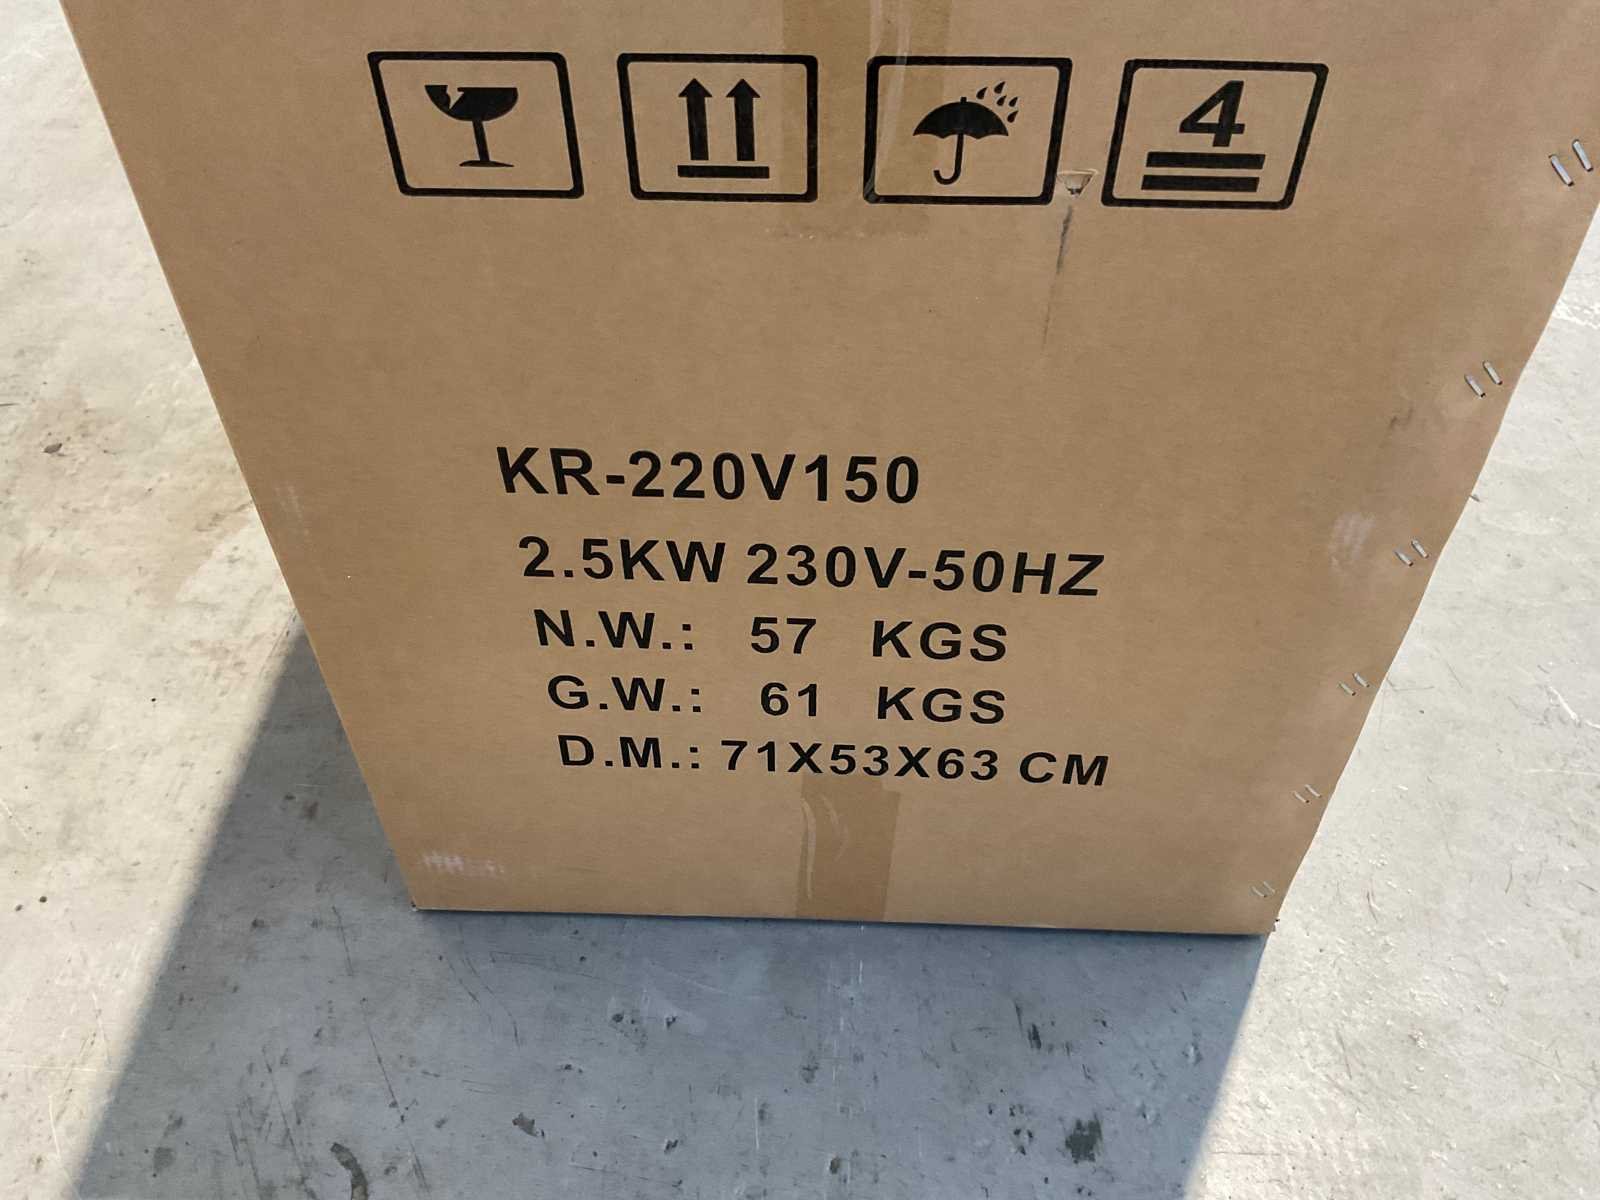 4
KR-220V150
2.5KW 230V-50HZ
N.W.: 57 KGS
G.W.: 61 KGS
D.M.: 71X53X63 CM